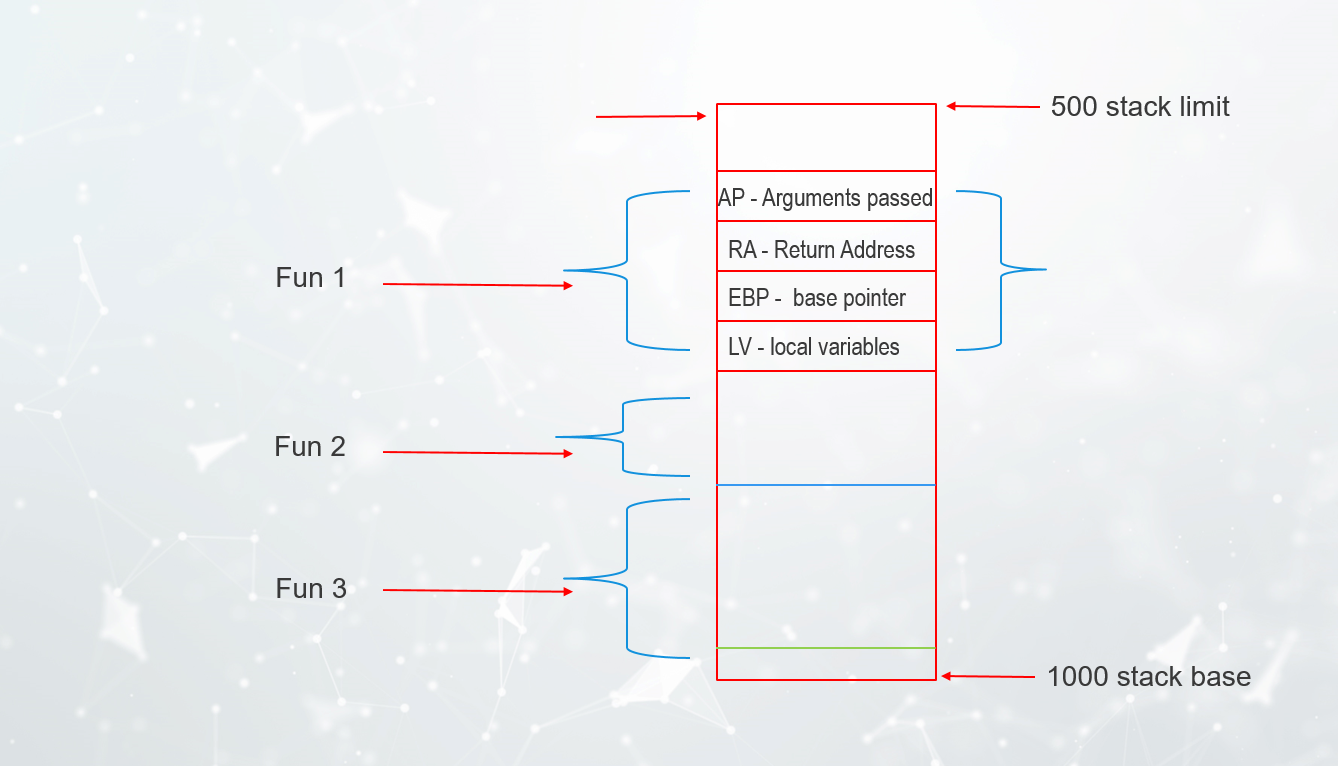 500 stack limit
AP - Arguments passed
RA - Return Address
Fun 1
EBP - base pointer
LV - local variables
Fun 2
Fun 3
1000 stack base